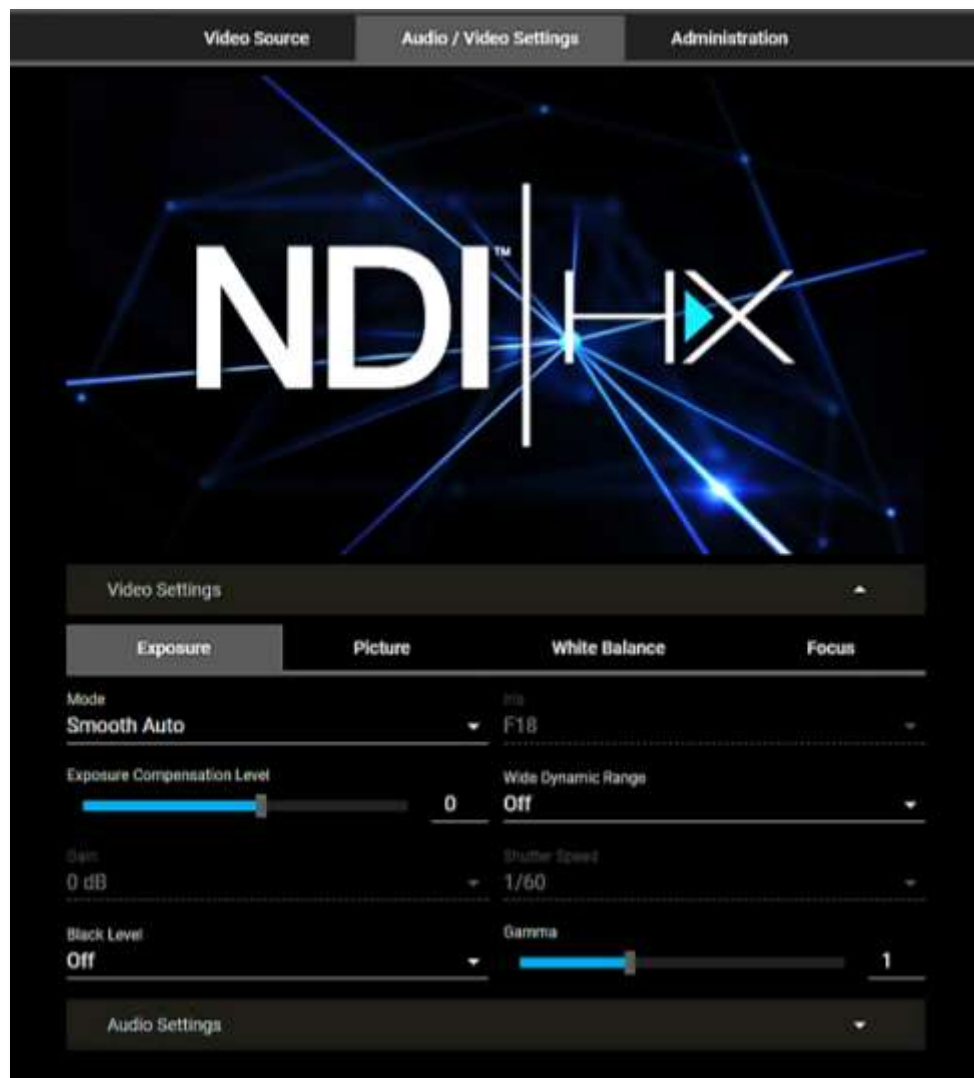 Video Source Audio / Video Settings Administration
NDI™ HX
Video Settings
Exposure Picture White Balance Focus
Mode Iris
Smooth Auto F18
Exposure Compensation Level Wide Dynamic Range
0 Off
Gain Shutter Speed
0 dB 1/60
Black Level Gamma
Off 1
Audio Settings